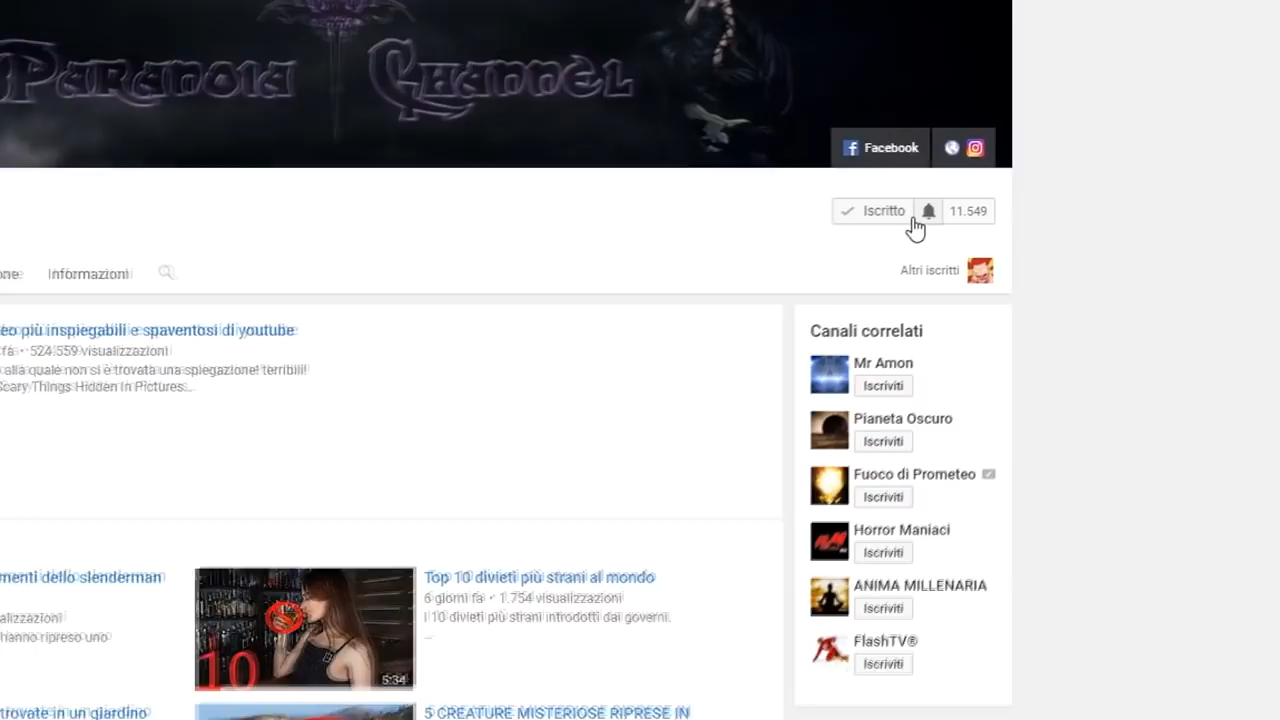 Paranoia Channel
Facebook
Iscritto 11.549
Informazioni
Altri iscritti
eo più inspiegabili e spaventosi di youtube
fa • 524.559 visualizzazioni
alla quale non si è trovata una spiegazione! terribili!
Scary Things Hidden In Pictures...
Canali correlati
Mr Amon
Iscriviti
Pianeta Oscuro
Iscriviti
Fuoco di Prometeo
Iscriviti
Horror Maniaci
Iscriviti
ANIMA MILLENARIA
Iscriviti
FlashTV®
Iscriviti
menti dello slenderman
alizzazioni
hanno ripreso uno
10
5:34
Top 10 divieti più strani al mondo
6 giorni fa • 1.754 visualizzazioni
I 10 divieti più strani introdotti dai governi.
...
trovate in un giardino
5 CREATURE MISTERIOSE RIPRESE IN